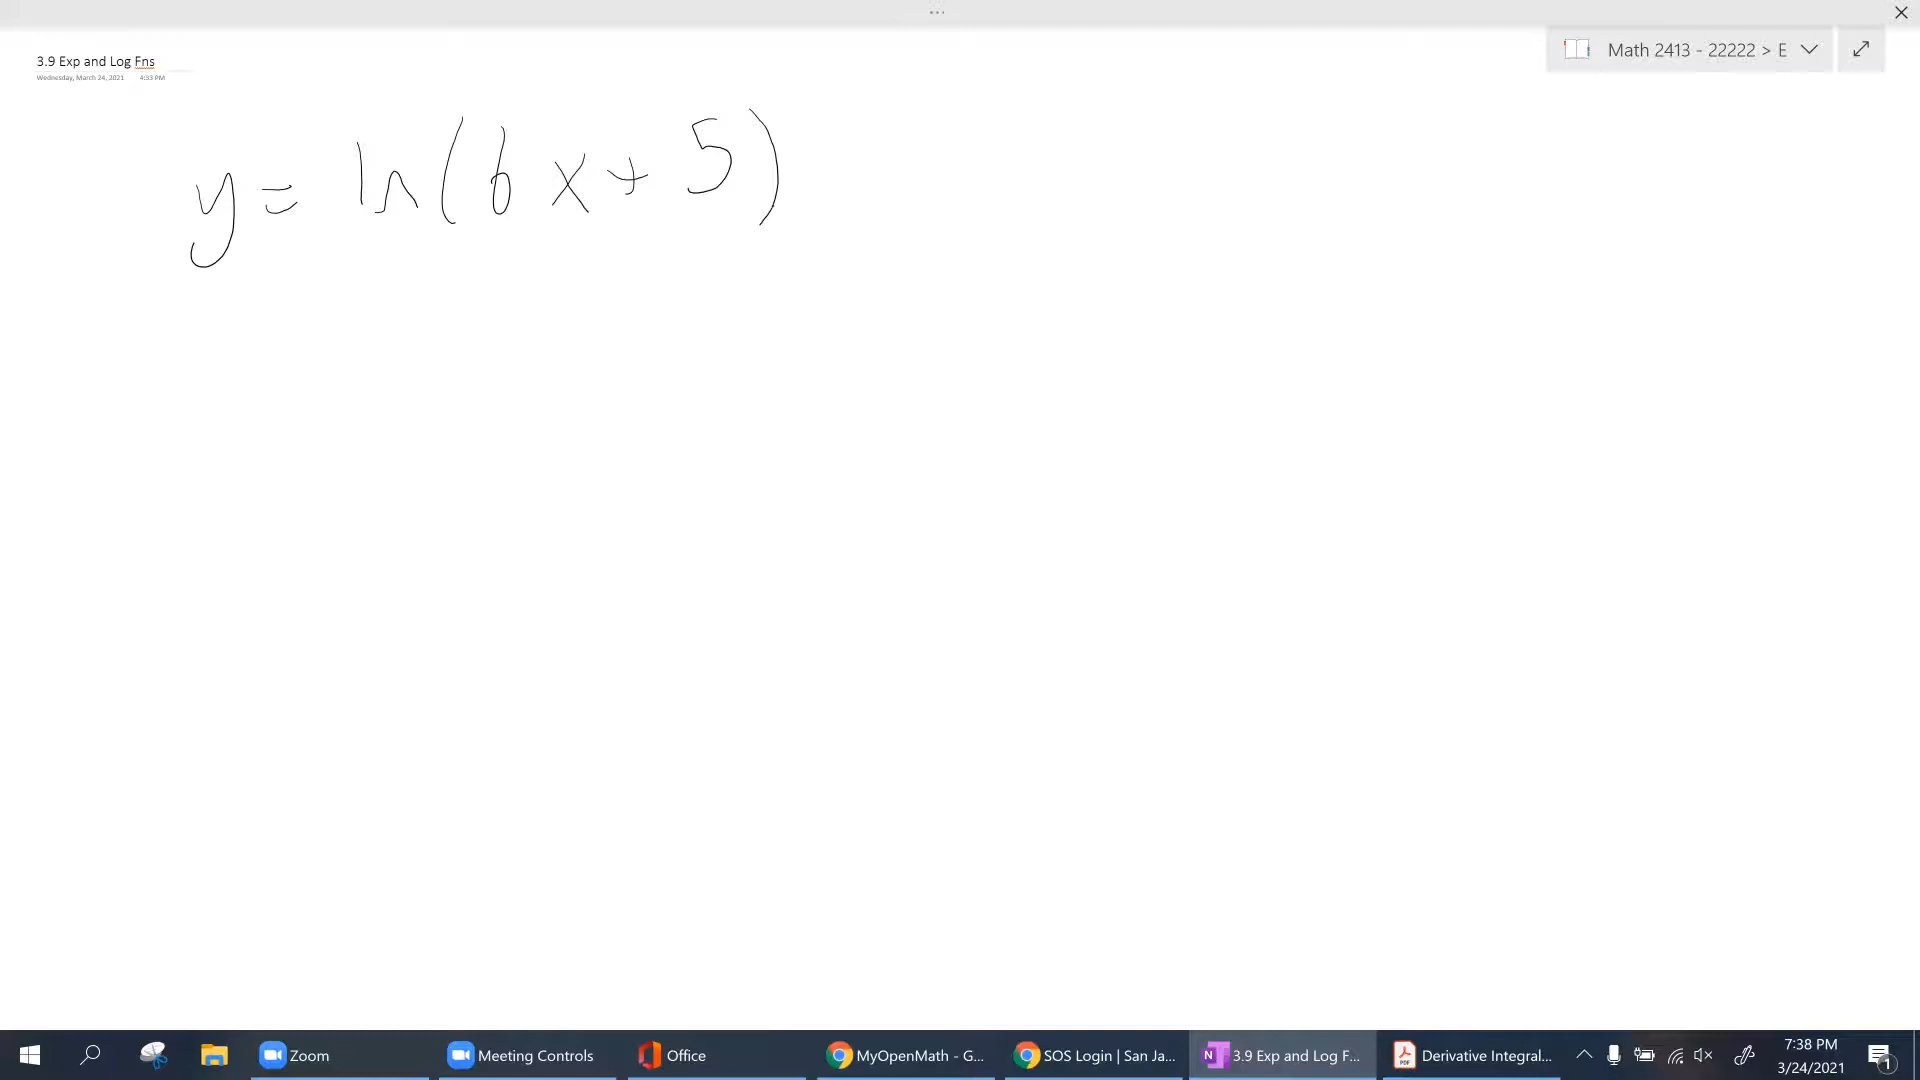 Math 2413 - 22222 > E
3.9 Exp and Log Fns
Wednesday, March 24, 2021 4:33 PM
y = ln(6x + 5)
Zoom
Meeting Controls
Office
MyOpenMath - G...
SOS Login | San Ja...
3.9 Exp and Log F...
Derivative Integral...
7:38 PM
3/24/2021
1